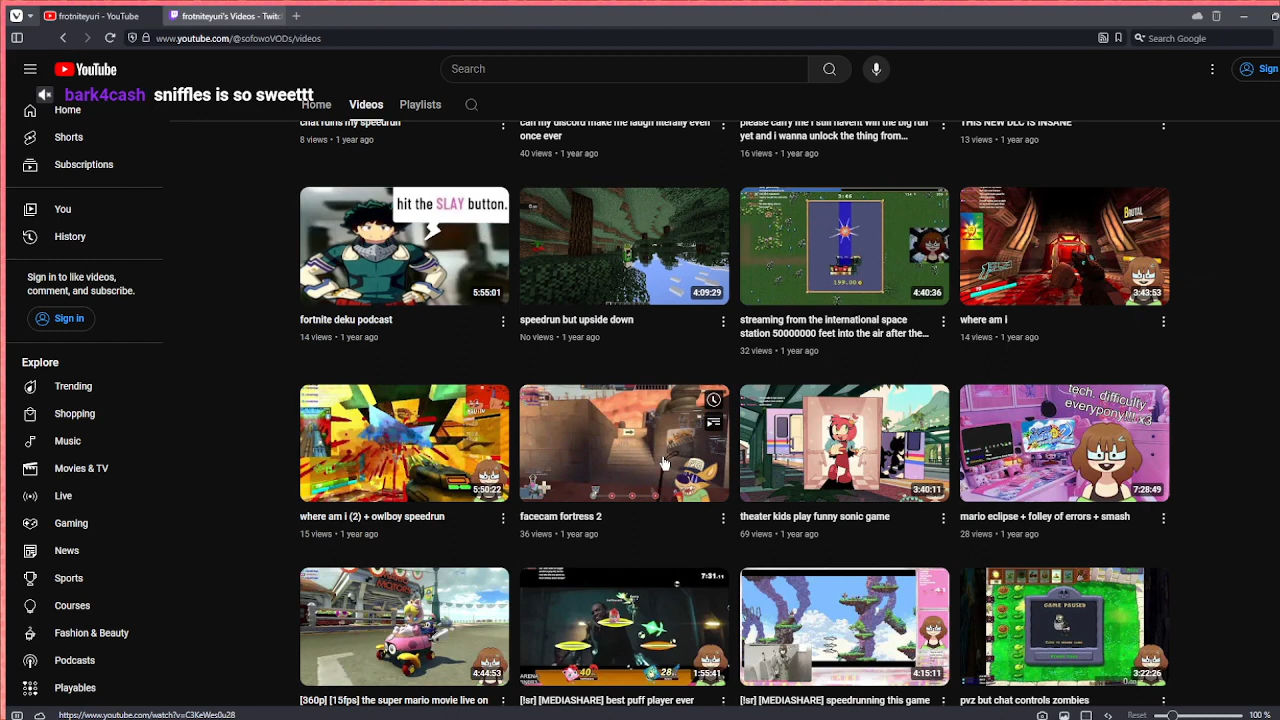 frotniteyuri - YouTube
frotniteyuri's Videos - Twitc
www.youtube.com/@sofowoVODs/videos
Search Google
YouTube
Search
Sign
bark4cash sniffles is so sweettt
Home
Videos
Playlists
Home
Shorts
Subscriptions
You
History
Sign in to like videos,
comment, and subscribe.
Sign in
Explore
Trending
Shopping
Music
Movies & TV
Live
Gaming
News
Sports
Courses
Fashion & Beauty
Podcasts
Playables
chat ruins my speedrun
8 views • 1 year ago
can my discord make me laugh literally even
once ever
40 views • 1 year ago
please carry me i still havent win the big run
yet and i wanna unlock the thing from...
16 views • 1 year ago
THIS NEW DLC IS INSANE
13 views • 1 year ago
hit the SLAY button.
5:55:01
fortnite deku podcast
14 views • 1 year ago
4:09:29
speedrun but upside down
No views • 1 year ago
3:46
199.00
4:40:36
streaming from the international space
station 50000000 feet into the air after the...
32 views • 1 year ago
BRUTAL
3:43:53
where am i
14 views • 1 year ago
5:50:22
where am i (2) + owlboy speedrun
15 views • 1 year ago
facecam fortress 2
36 views • 1 year ago
3:40:11
theater kids play funny sonic game
69 views • 1 year ago
tech. difficulty
everypony!!!! x3
7:28:49
mario eclipse + folley of errors + smash
28 views • 1 year ago
4:44:53
[360p] [15fps] the super mario movie live on
7:31.11
1:55:41
[!sr] [MEDIASHARE] best puff player ever
4:15:11
[!sr] [MEDIASHARE] speedrunning this game
GAME PAUSED
3:22:26
pvz but chat controls zombies
https://www.youtube.com/watch?v=C3KeWes0u28
Reset
100 %